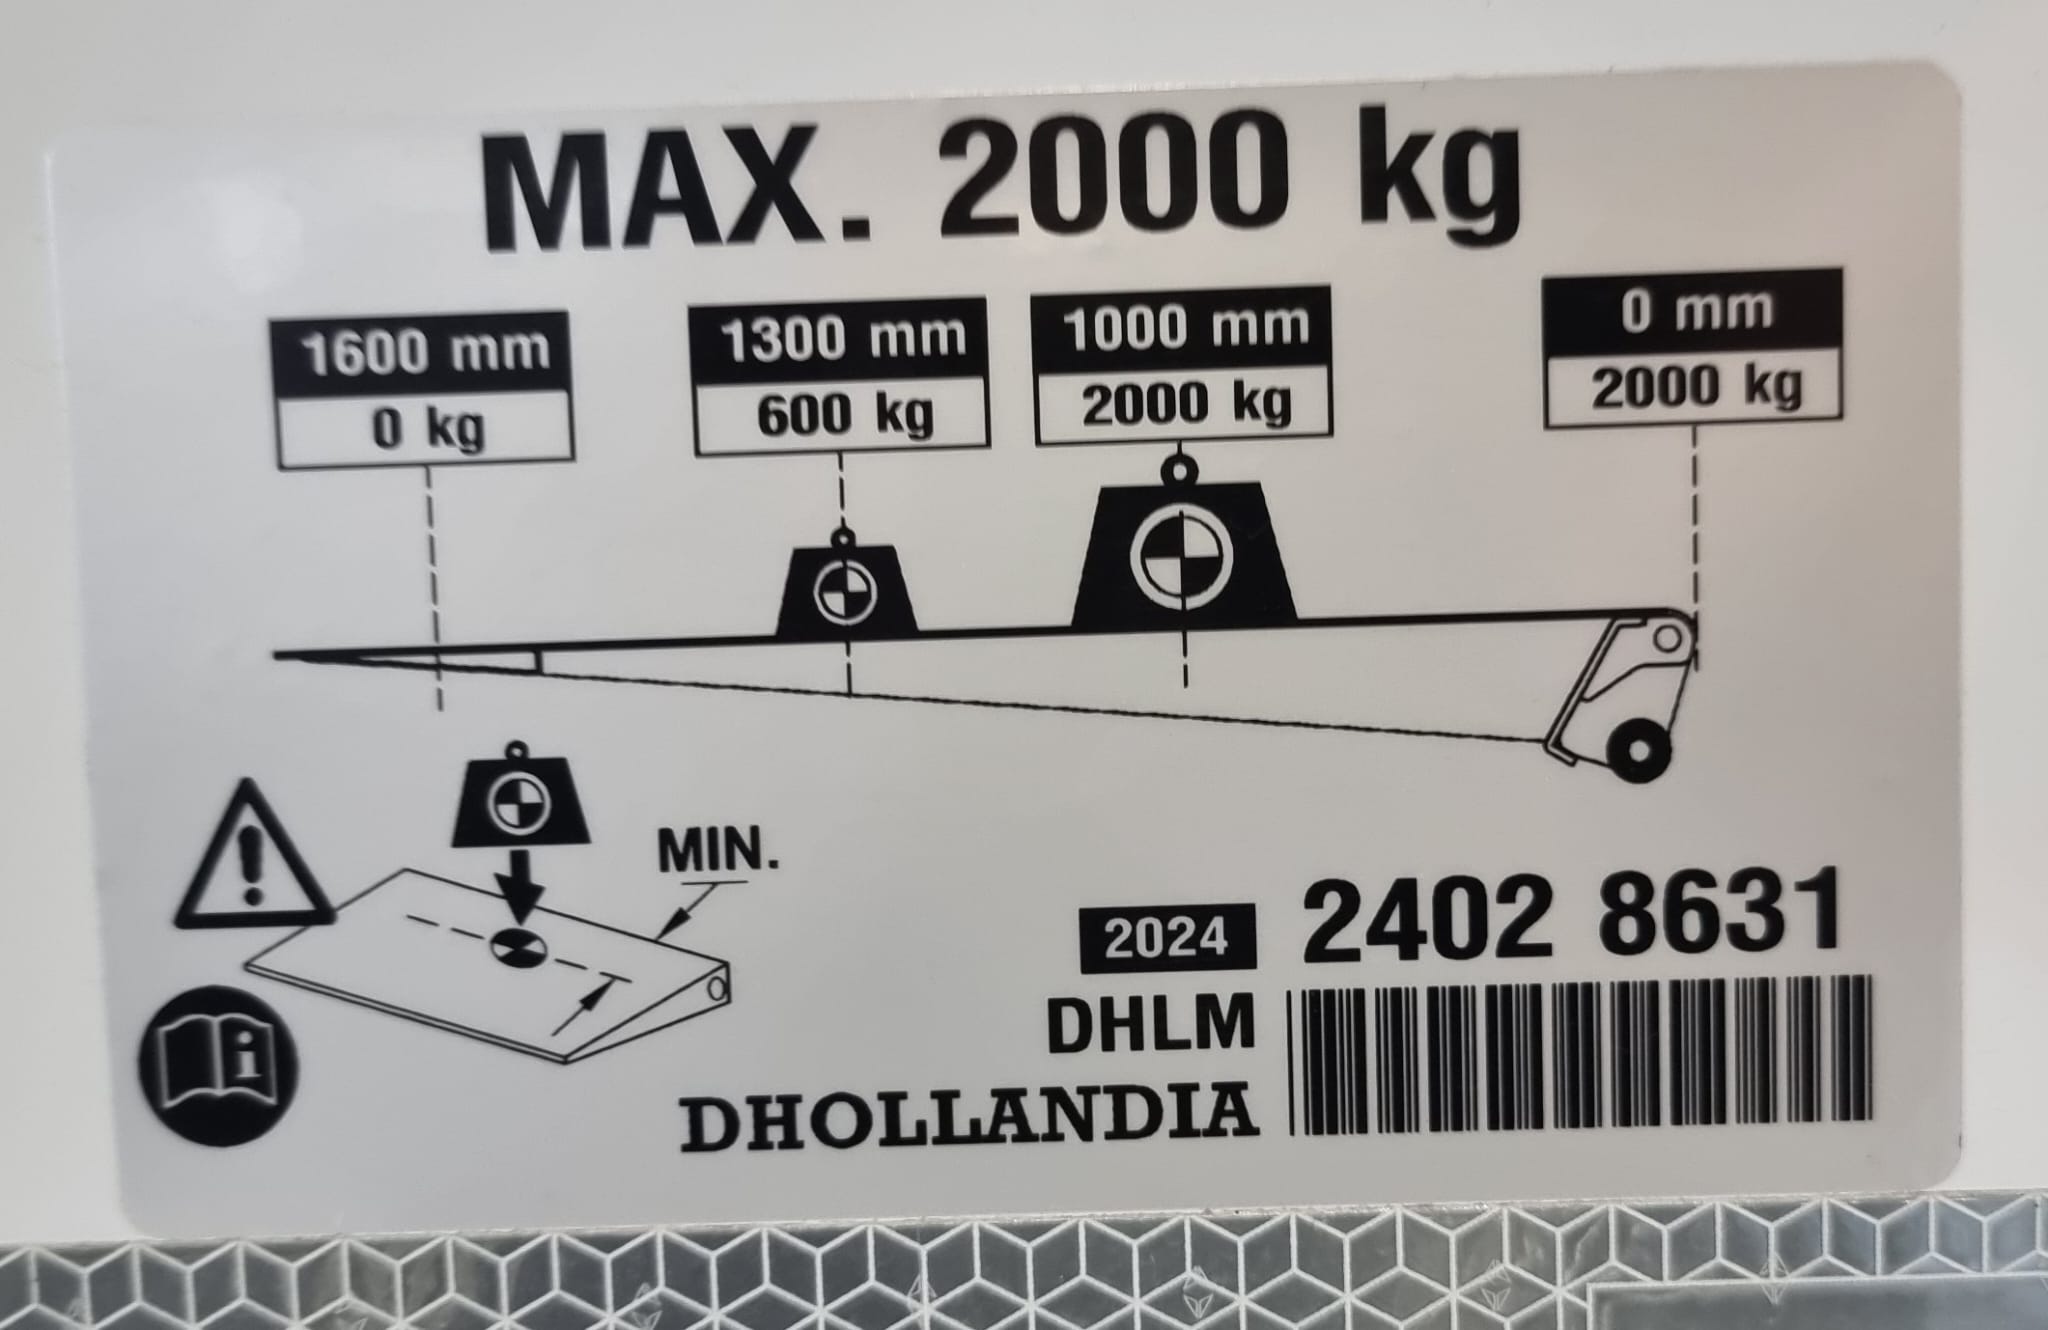 MAX. 2000 kg
1600 mm
0 kg
1300 mm
600 kg
1000 mm
2000 kg
0 mm
2000 kg
MIN.
2024 2402 8631
DHLM
DHOLLANDIA
i